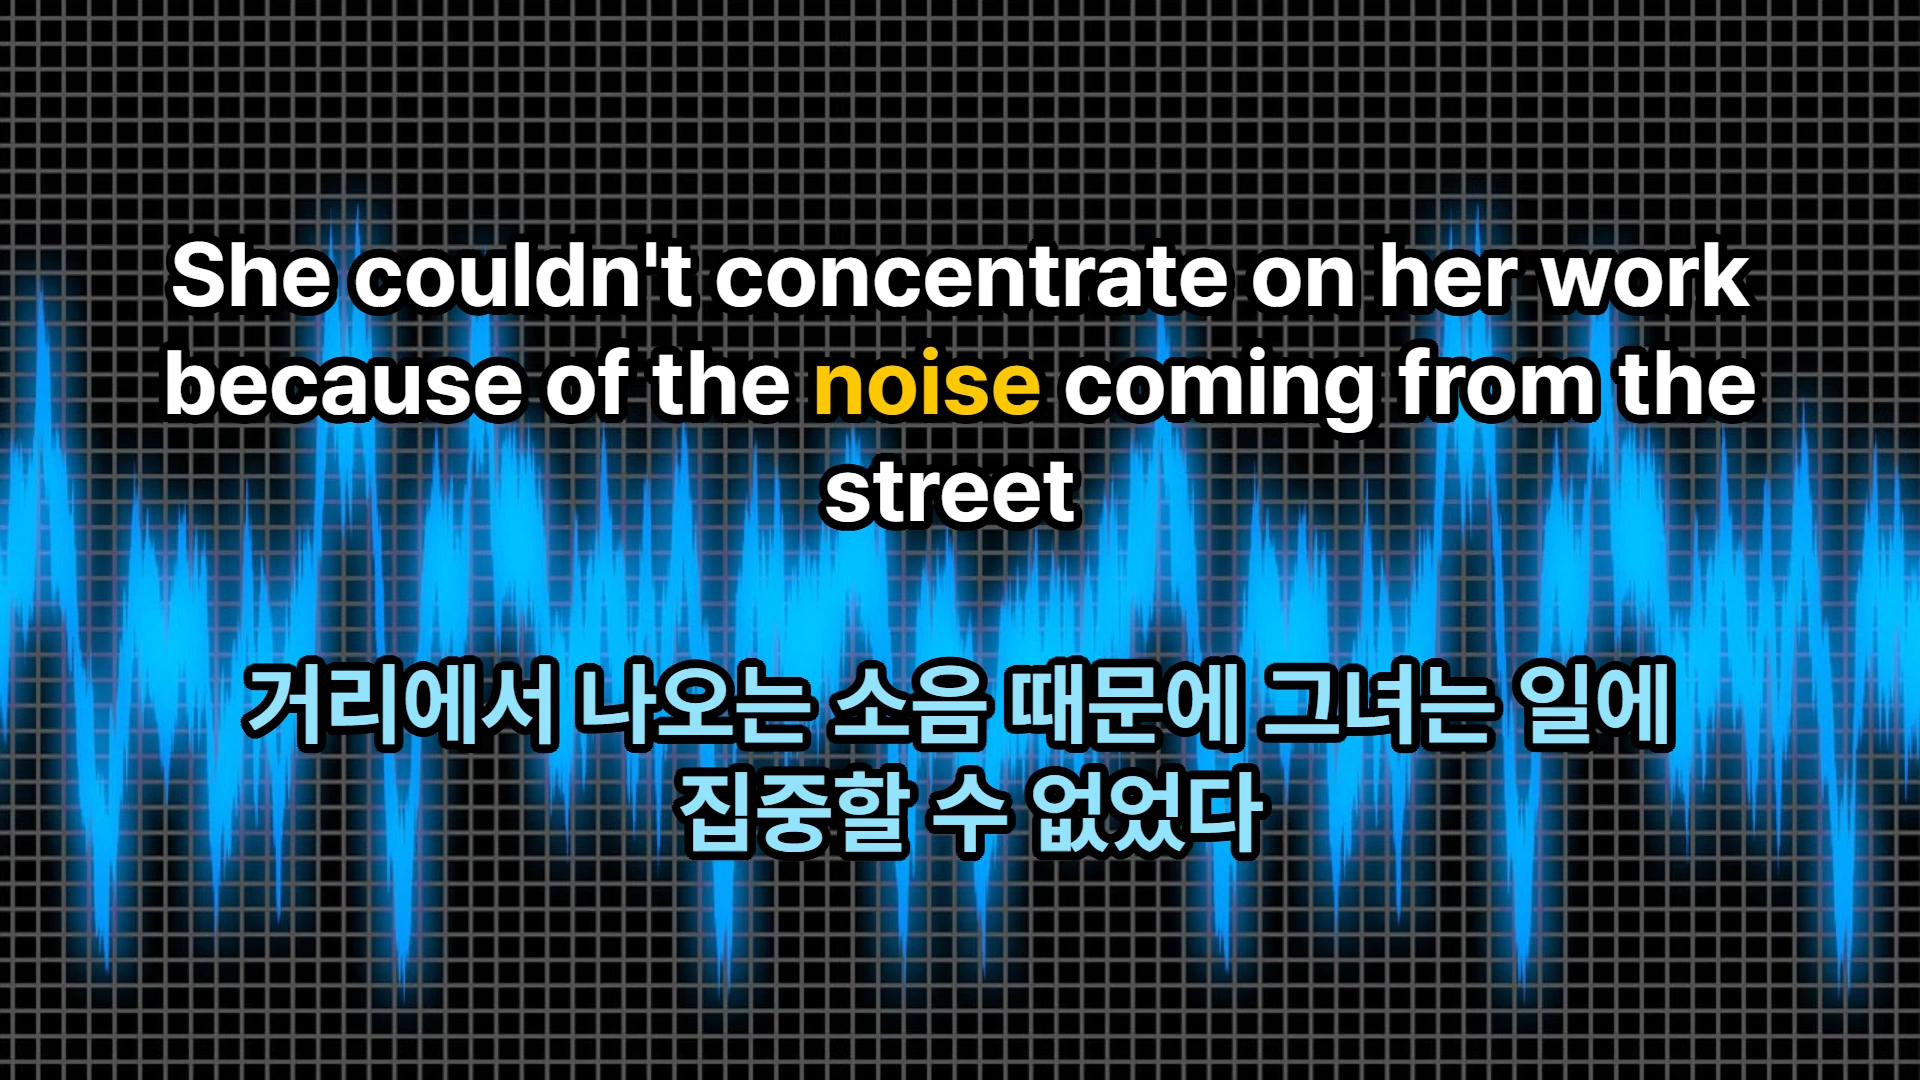 She couldn't concentrate on her work
because of the noise coming from the
street
거리에서 나오는 소음 때문에 그녀는 일에
집중할 수 없었다